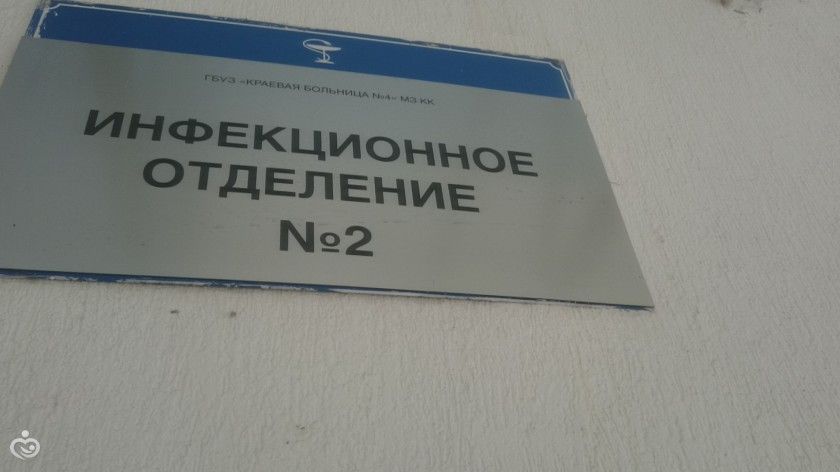 ГБУЗ «КРАЕВАЯ БОЛЬНИЦА №4» МЗ КК
ИНФЕКЦИОННОЕ
ОТДЕЛЕНИЕ
№2